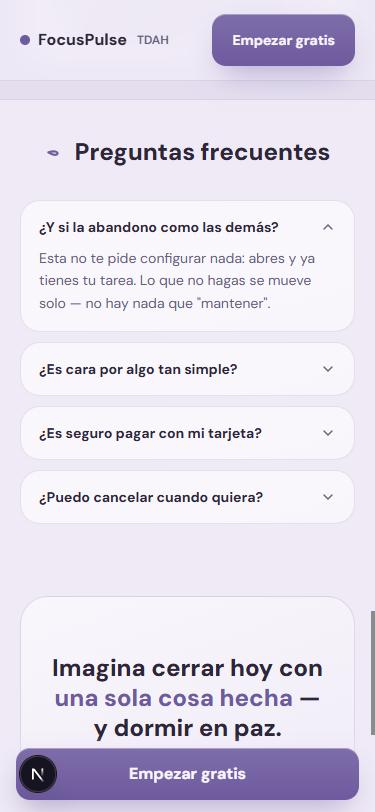 FocusPulse TDAH
Empezar gratis
Preguntas frecuentes
¿Y si la abandono como las demás?
Esta no te pide configurar nada: abres y ya
tienes tu tarea. Lo que no hagas se mueve
solo — no hay nada que "mantener".
¿Es cara por algo tan simple?
¿Es seguro pagar con mi tarjeta?
¿Puedo cancelar cuando quiera?
Imagina cerrar hoy con
una sola cosa hecha —
y dormir en paz.
N
Empezar gratis